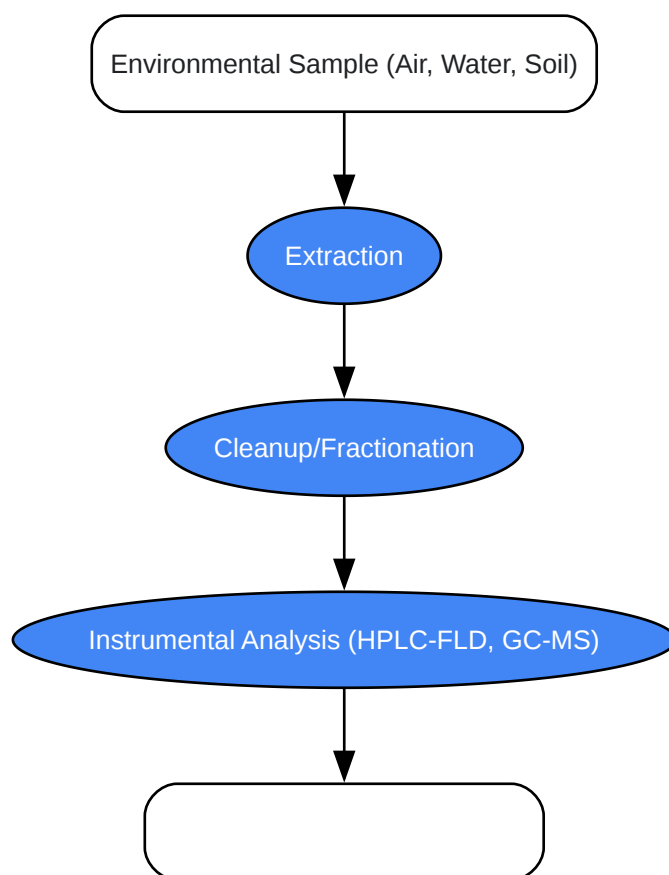 Environmental Sample (Air, Water, Soil)
Extraction
Cleanup/Fractionation
Instrumental Analysis (HPLC-FLD, GC-MS)